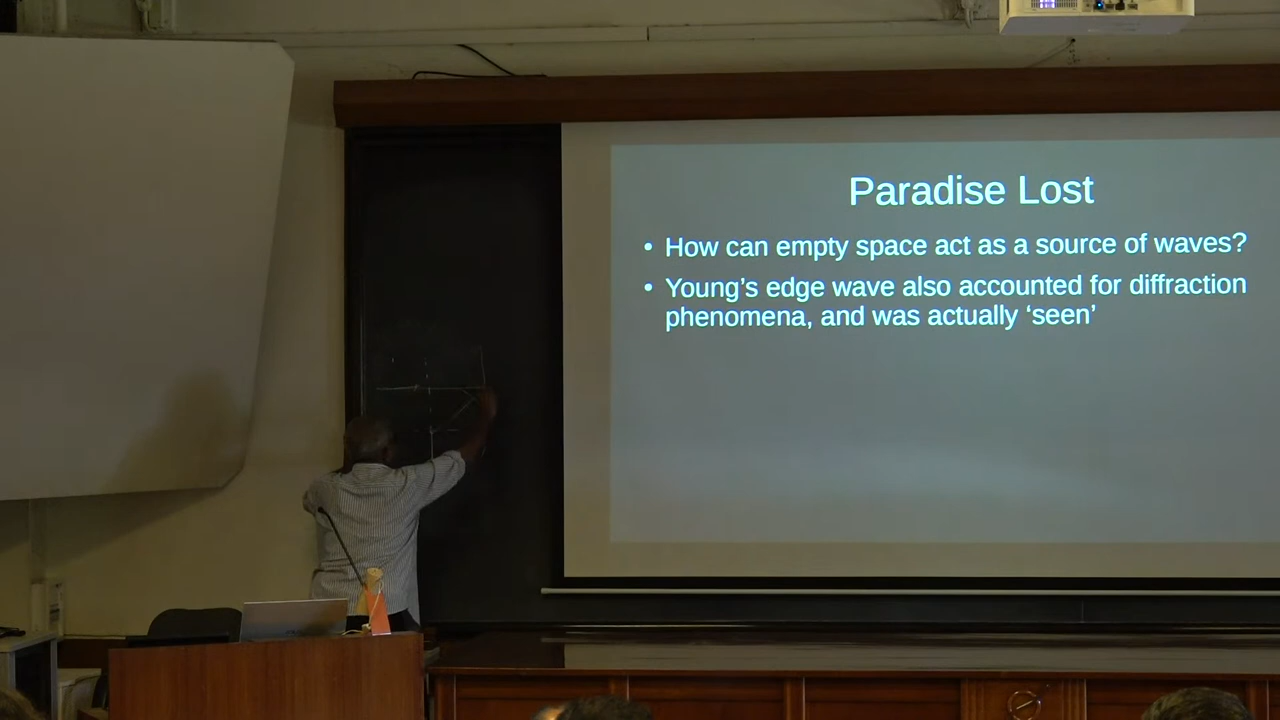 Paradise Lost
• How can empty space act as a source of waves?
• Young’s edge wave also accounted for diffraction
phenomena, and was actually ‘seen’